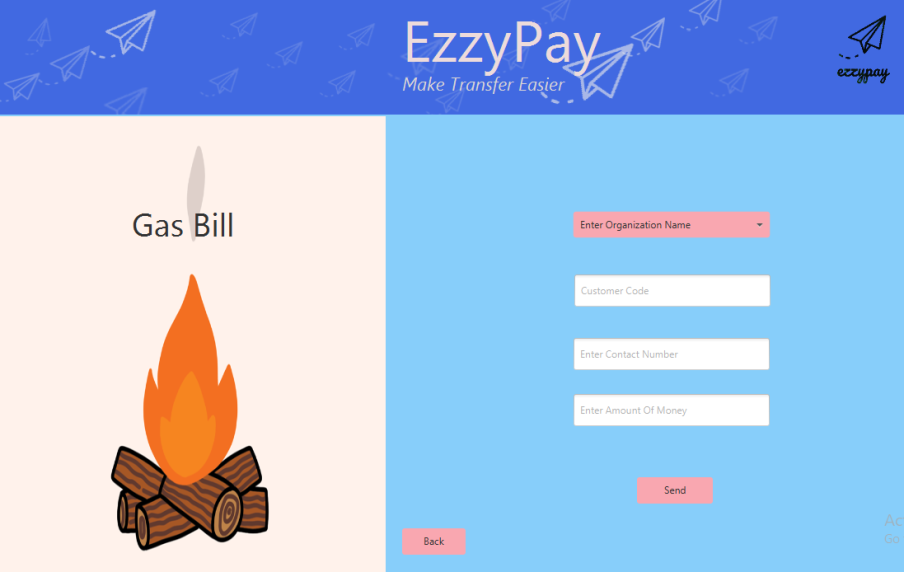 EzzyPay
Make Transfer Easier
ezzypay
Gas Bill
Enter Organization Name
Customer Code
Enter Contact Number
Enter Amount Of Money
Send
Back
Go